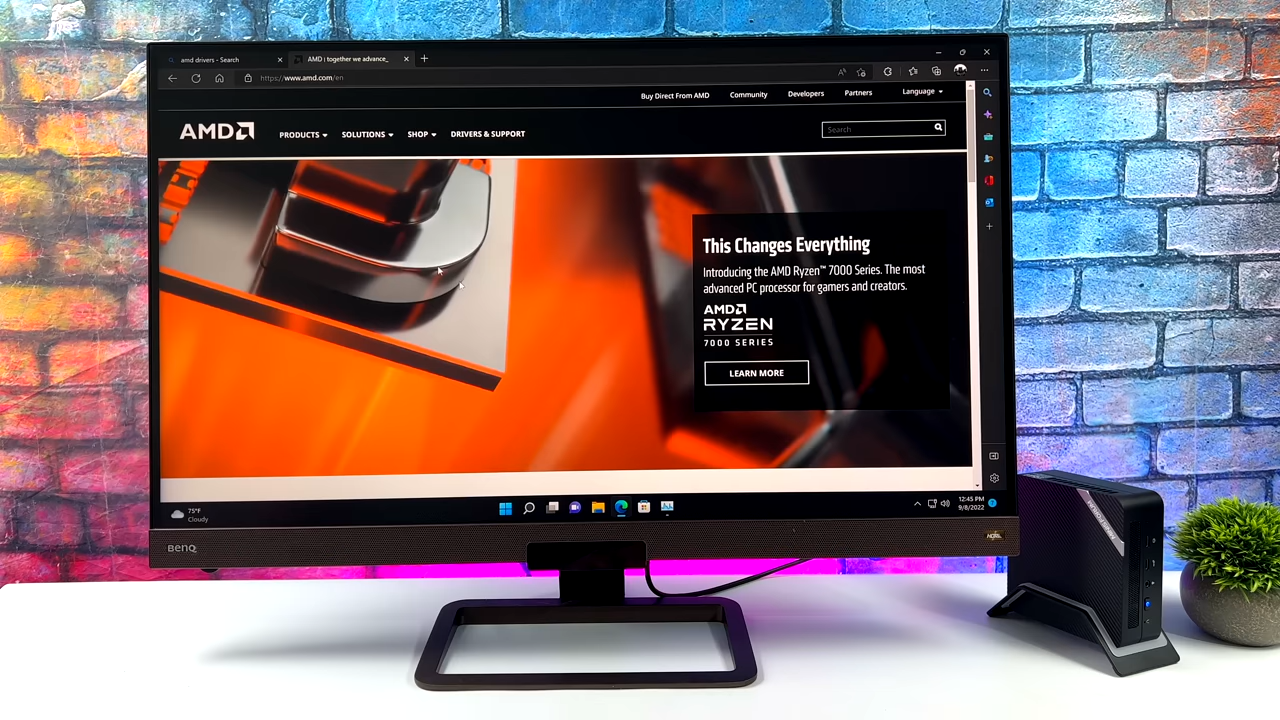 amd drivers - Search
AMD | together we advance_
https://www.amd.com/en
Buy Direct From AMD
Community
Developers
Partners
Language
AMD
PRODUCTS
SOLUTIONS
SHOP
DRIVERS & SUPPORT
Search
This Changes Everything
Introducing the AMD Ryzen™ 7000 Series. The most
advanced PC processor for gamers and creators.
AMD
RYZEN
7000 SERIES
LEARN MORE
75°F
Cloudy
12:45 PM
9/8/2022
BenQ